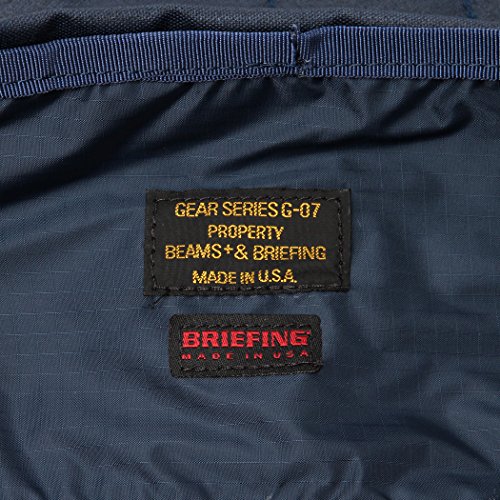 GEAR SERIES G-07
PROPERTY
BEAMS+ & BRIEFING
MADE IN U.S.A.
BRIEFING
MADE IN USA